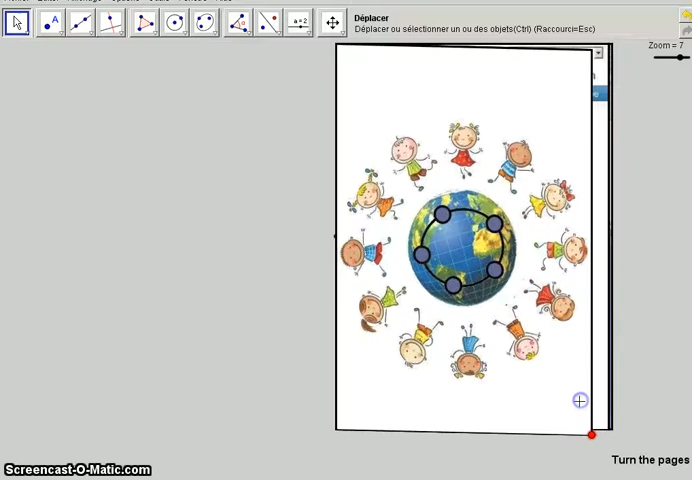 Déplacer
Déplacer ou sélectionner un ou des objets(Ctrl) (Raccourci=Esc)
A
α
a = 2
Zoom = 7
Turn the pages
Screencast-O-Matic.com